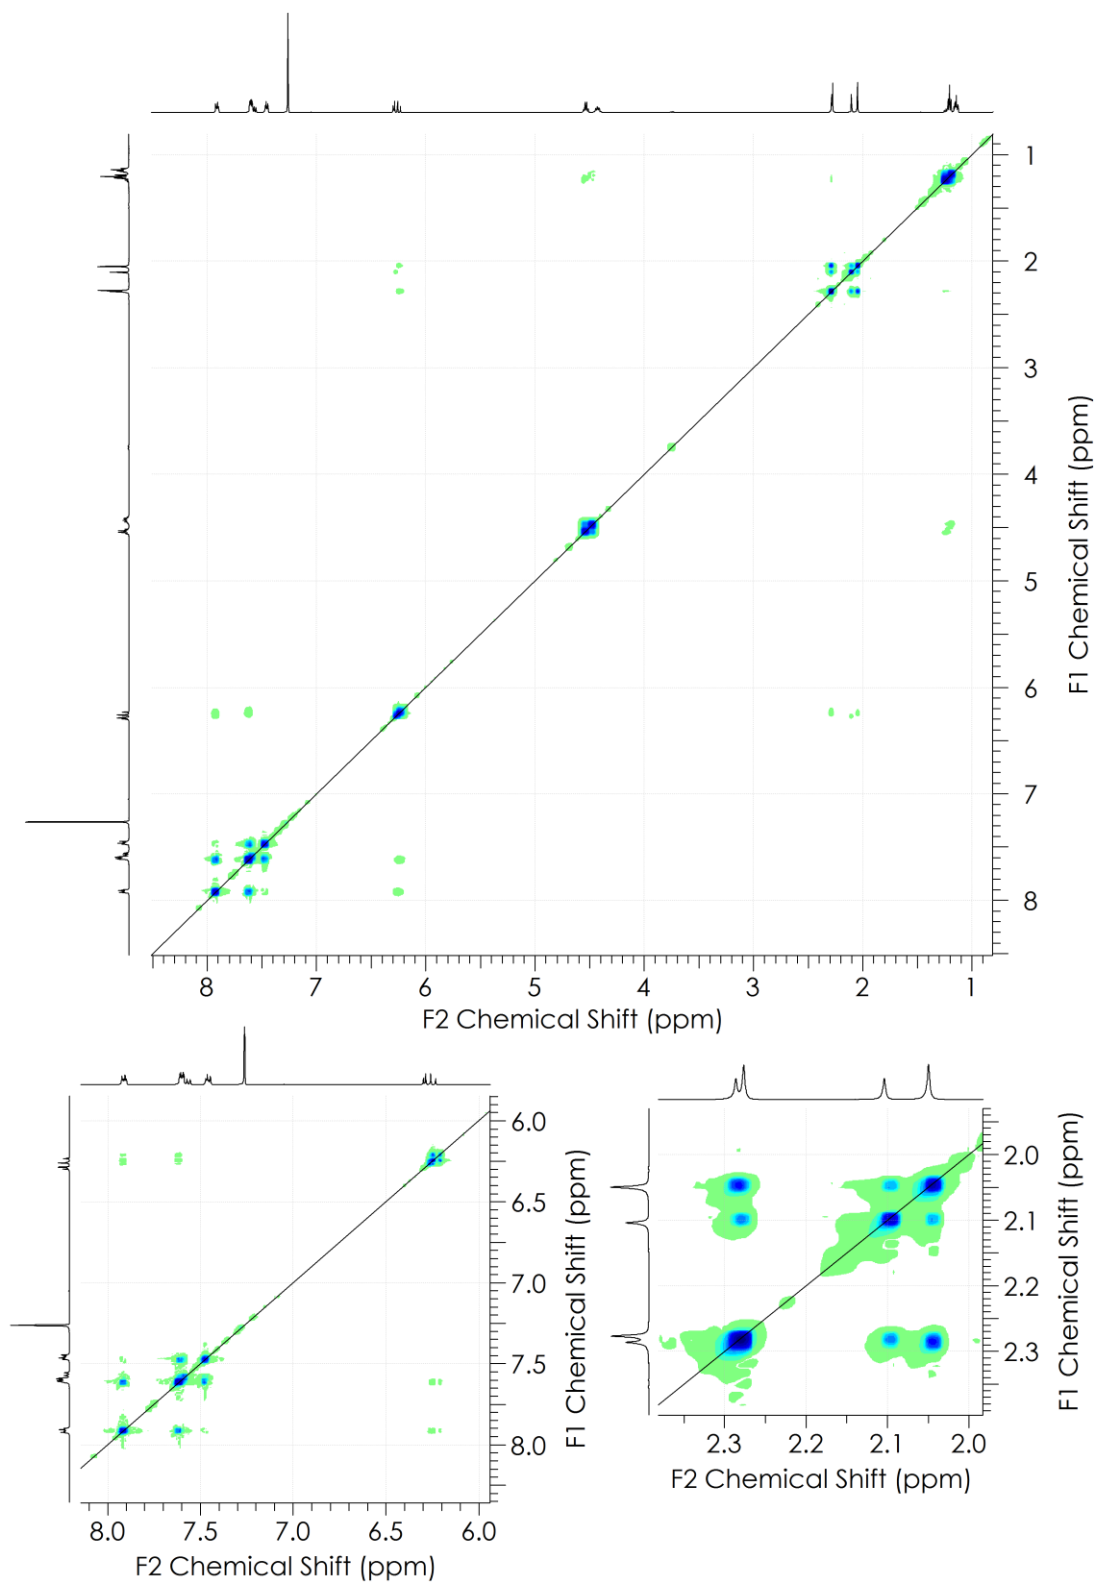 1
2
3
4
5
6
7
8
F1 Chemical Shift (ppm)
8 7 6 5 4 3 2 1
F2 Chemical Shift (ppm)
6.0
6.5
7.0
7.5
8.0
F1 Chemical Shift (ppm)
8.0 7.5 7.0 6.5 6.0
F2 Chemical Shift (ppm)
2.0
2.1
2.2
2.3
F1 Chemical Shift (ppm)
2.3 2.2 2.1 2.0
F2 Chemical Shift (ppm)